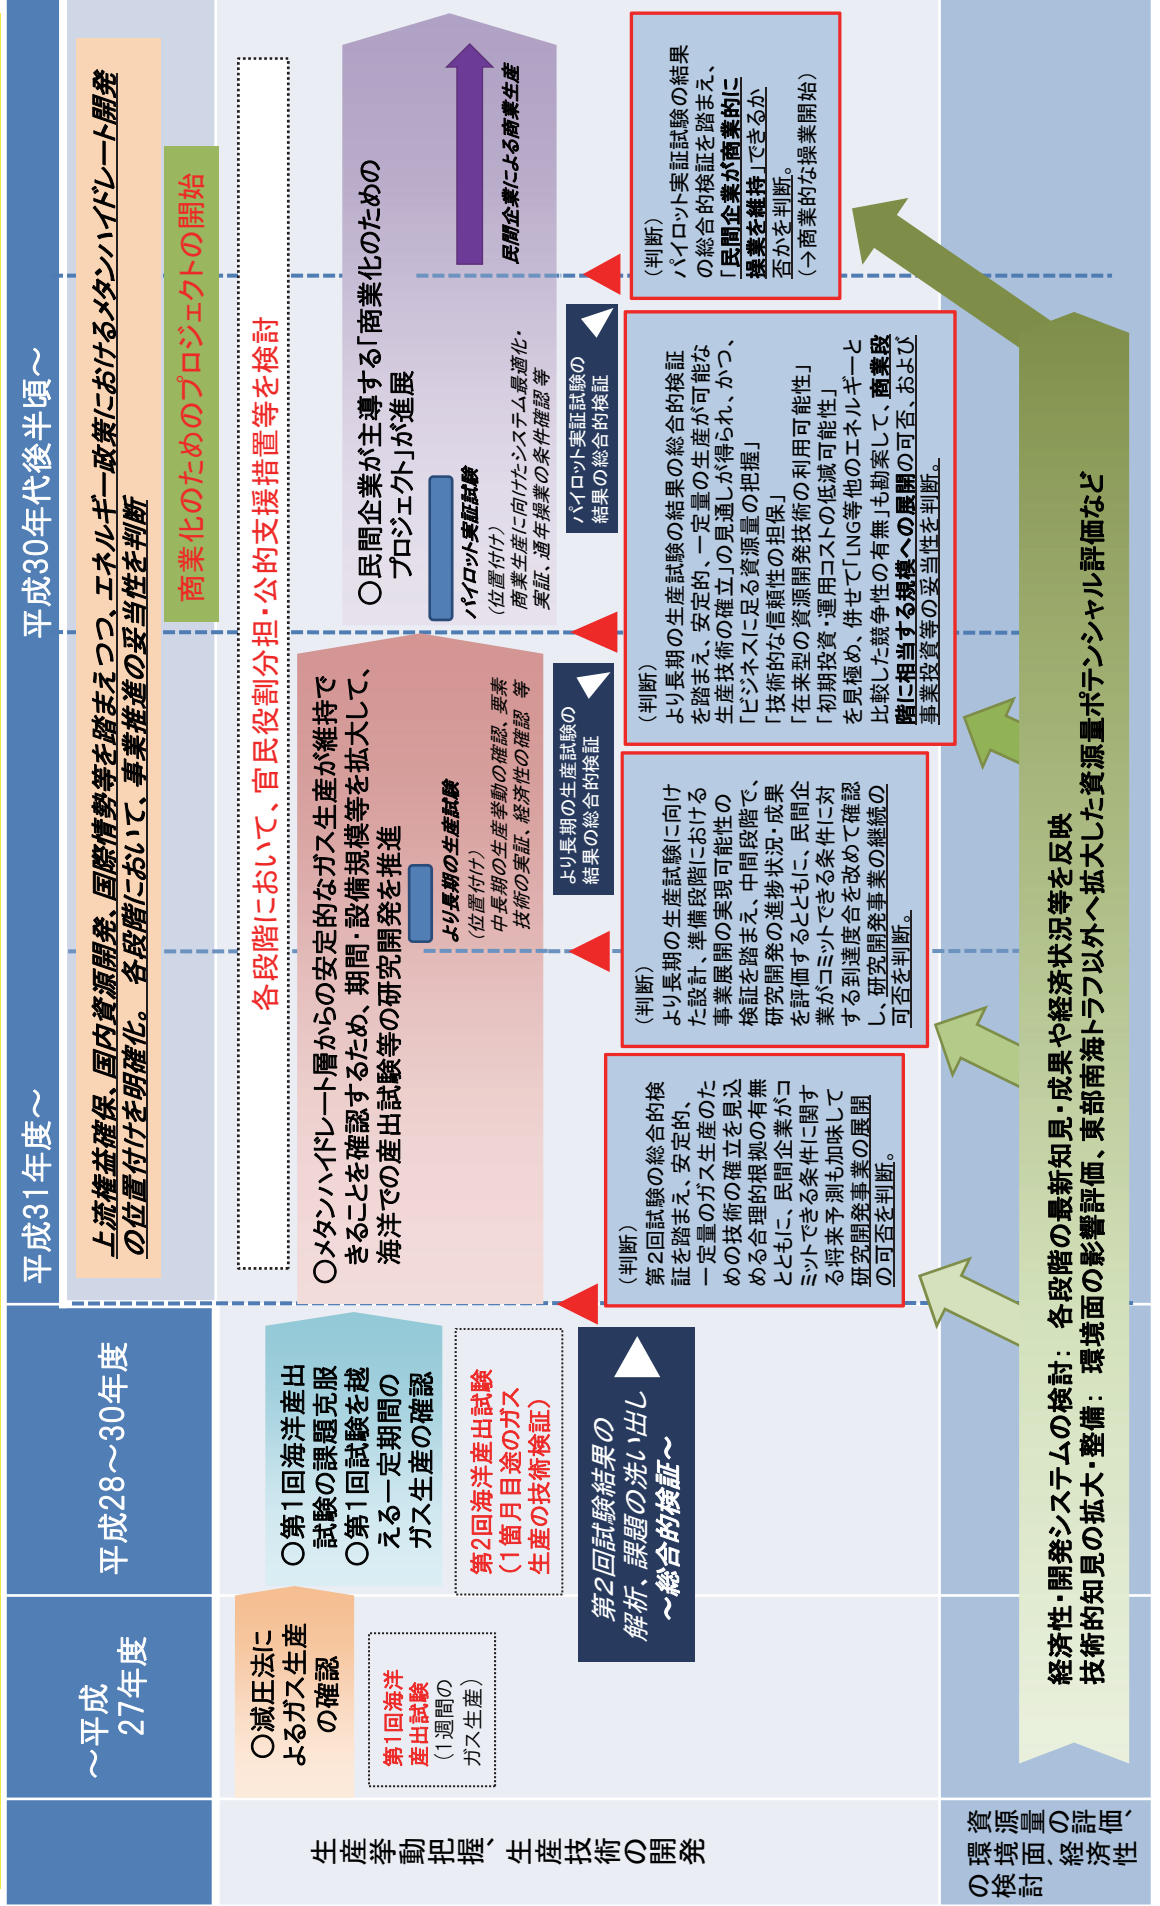 ～平成
27年度
平成28～30年度
平成31年度～
平成30年代後半頃～
上流権益確保、国内資源開発、国際情勢等を踏まえつつ、エネルギー政策におけるメタンハイドレート開発
の位置付けを明確化。 各段階において、事業推進の妥当性を判断
商業化のためのプロジェクトの開始
各段階において、官民役割分担・公的支援措置等を検討
生産挙動把握、生産技術の開発
○減圧法に
よるガス生産
の確認
第1回海洋
産出試験
（1週間の
ガス生産）
○第1回海洋産出
試験の課題克服
○第1回試験を越
える一定期間の
ガス生産の確認
第2回海洋産出試験
（1箇月目途のガス
生産の技術検証）
第2回試験結果の
解析、課題の洗い出し
～総合的検証～
○メタンハイドレート層からの安定的なガス生産が維持で
きることを確認するため、期間・設備規模等を拡大して、
海洋での産出試験等の研究開発を推進
より長期の生産試験
（位置付け）
中長期の生産挙動の確認、要素
技術の実証、経済性の確認 等
より長期の生産試験の
結果の総合的検証
○民間企業が主導する「商業化のための
プロジェクト」が進展
パイロット実証試験
（位置付け）
商業生産に向けたシステム最適化・
実証、通年操業の条件確認 等
民間企業による商業生産
パイロット実証試験の
結果の総合的検証
（判断）
第2回試験の総合的検
証を踏まえ、安定的、
一定量のガス生産のた
めの技術の確立を見込
める合理的根拠の有無
とともに、民間企業がコ
ミットできる条件に関す
る将来予測も加味して
研究開発事業の展開
の可否を判断。
（判断）
より長期の生産試験に向け
た設計、準備段階における
事業展開の実現可能性の
検証を踏まえ、中間段階で、
研究開発の進捗状況・成果
を評価するとともに、民間企
業がコミットできる条件に対
する到達度合を改めて確認
し、研究開発事業の継続の
可否を判断。
（判断）
より長期の生産試験の結果の総合的検証
を踏まえ、安定的、一定量の生産が可能な
生産技術の確立」の見通しが得られ、かつ、
「ビジネスに足る資源量の把握」
「技術的な信頼性の担保」
「在来型の資源開発技術の利用可能性」
「初期投資・運用コストの低減可能性」
を見極め、併せて「LNG等他のエネルギーと
比較した競争性の有無」も勘案して、商業段
階に相当する規模への展開の可否、および
事業投資等の妥当性を判断。
（判断）
パイロット実証試験の結果
の総合的検証を踏まえ、
「民間企業が商業的に
操業を維持」できるか
否かを判断。
（→商業的な操業開始）
資源量の評価、
環境面、経済性
の検討
経済性・開発システムの検討： 各段階の最新知見・成果や経済状況等を反映
技術的知見の拡大・整備： 環境面の影響評価、東部南海トラフ以外へ拡大した資源量ポテンシャル評価など